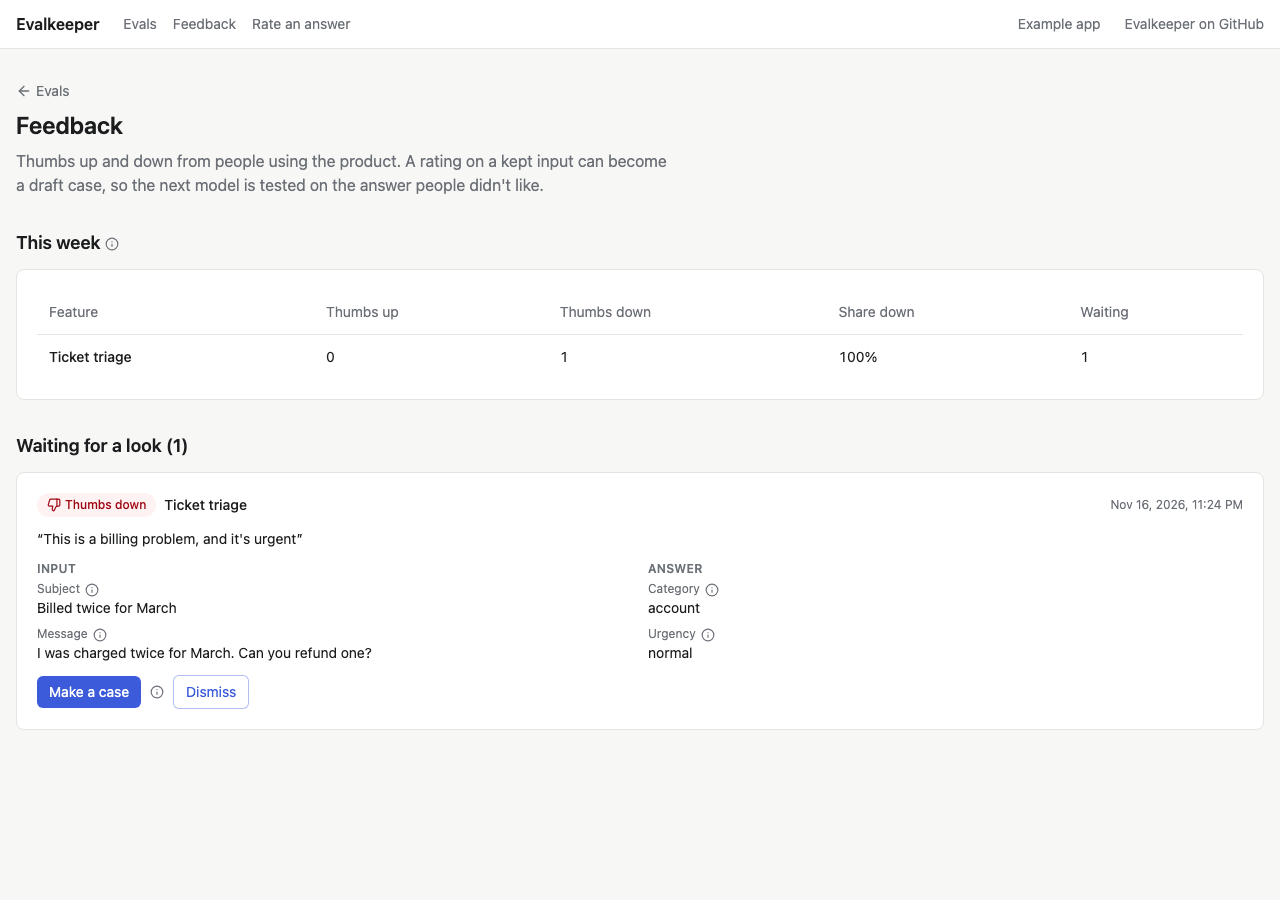 Evalkeeper Evals Feedback Rate an answer Example app Evalkeeper on GitHub
Evals
Feedback
Thumbs up and down from people using the product. A rating on a kept input can become
a draft case, so the next model is tested on the answer people didn't like.
This week
Feature Thumbs up Thumbs down Share down Waiting
Ticket triage 0 1 100% 1
Waiting for a look (1)
Thumbs down Ticket triage Nov 16, 2026, 11:24 PM
“This is a billing problem, and it's urgent”
INPUT
Subject
Billed twice for March
Message
I was charged twice for March. Can you refund one?
ANSWER
Category
account
Urgency
normal
Make a case Dismiss